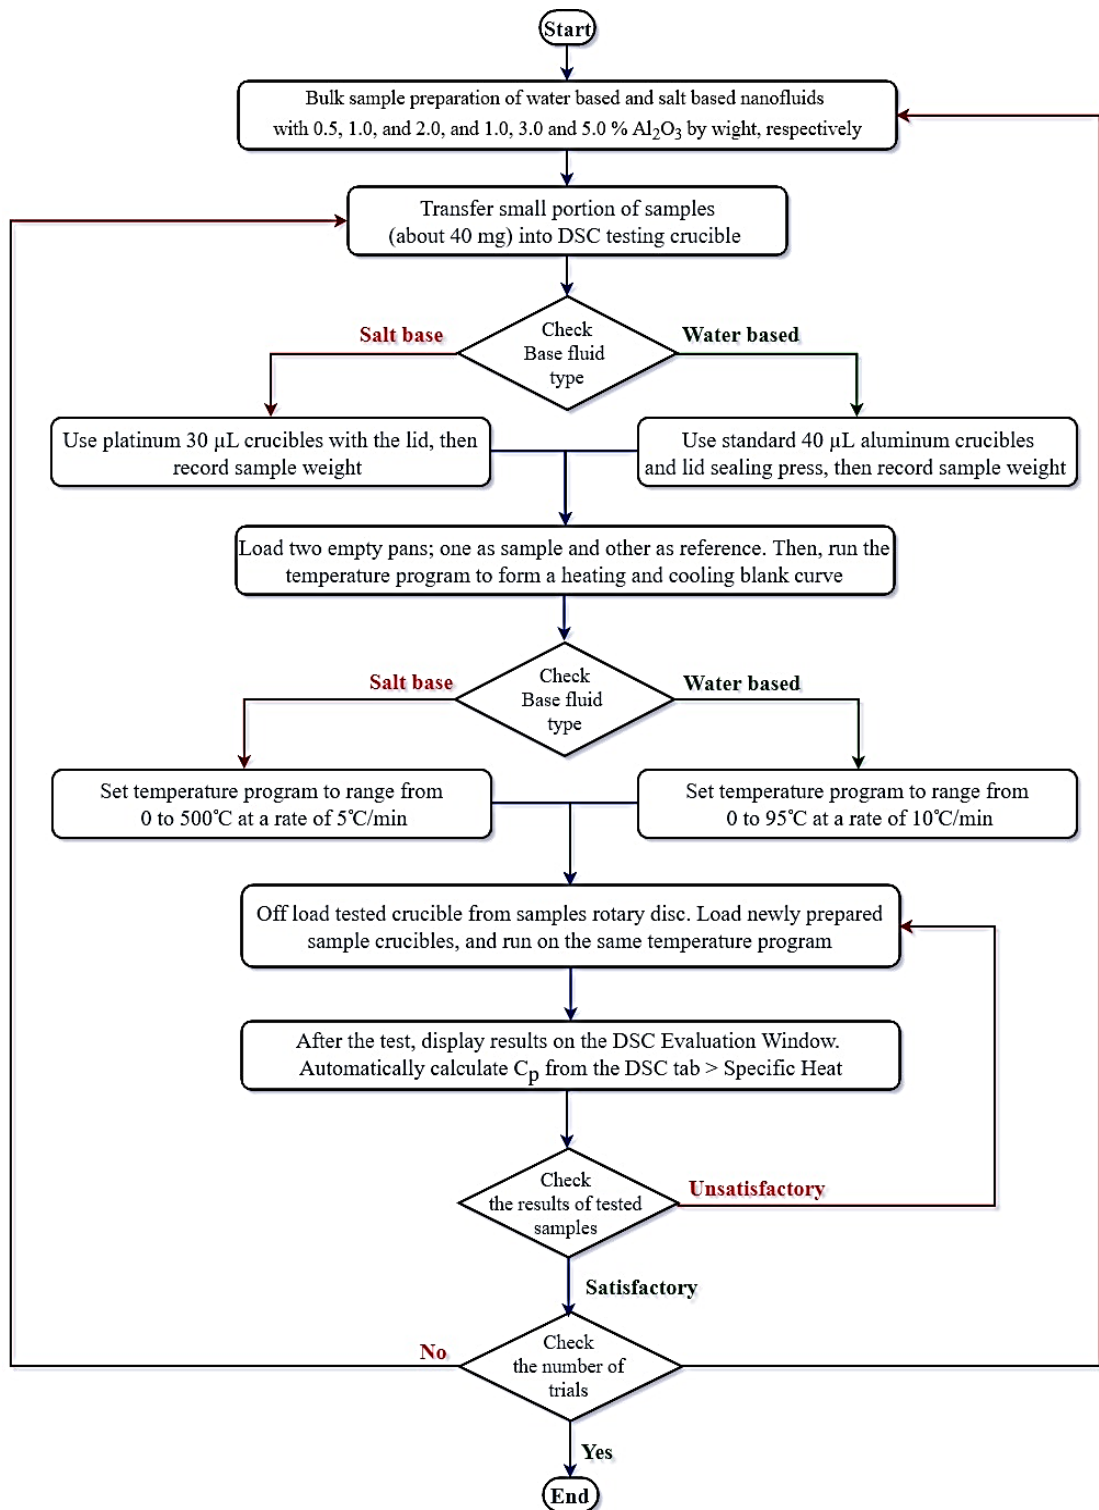 Start
Bulk sample preparation of water based and salt based nanofluids
with 0.5, 1.0, and 2.0, and 1.0, 3.0 and 5.0 % Al₂O₃ by wight, respectively
Transfer small portion of samples
(about 40 mg) into DSC testing crucible
Check
Base fluid
type
Salt base
Water based
Use platinum 30 µL crucibles with the lid, then
record sample weight
Use standard 40 µL aluminum crucibles
and lid sealing press, then record sample weight
Load two empty pans; one as sample and other as reference. Then, run the
temperature program to form a heating and cooling blank curve
Check
Base fluid
type
Salt base
Water based
Set temperature program to range from
0 to 500°C at a rate of 5°C/min
Set temperature program to range from
0 to 95°C at a rate of 10°C/min
Off load tested crucible from samples rotary disc. Load newly prepared
sample crucibles, and run on the same temperature program
After the test, display results on the DSC Evaluation Window.
Automatically calculate Cp from the DSC tab > Specific Heat
Check
the results of tested
samples
Unsatisfactory
Satisfactory
Check
the number of
trials
No
Yes
End